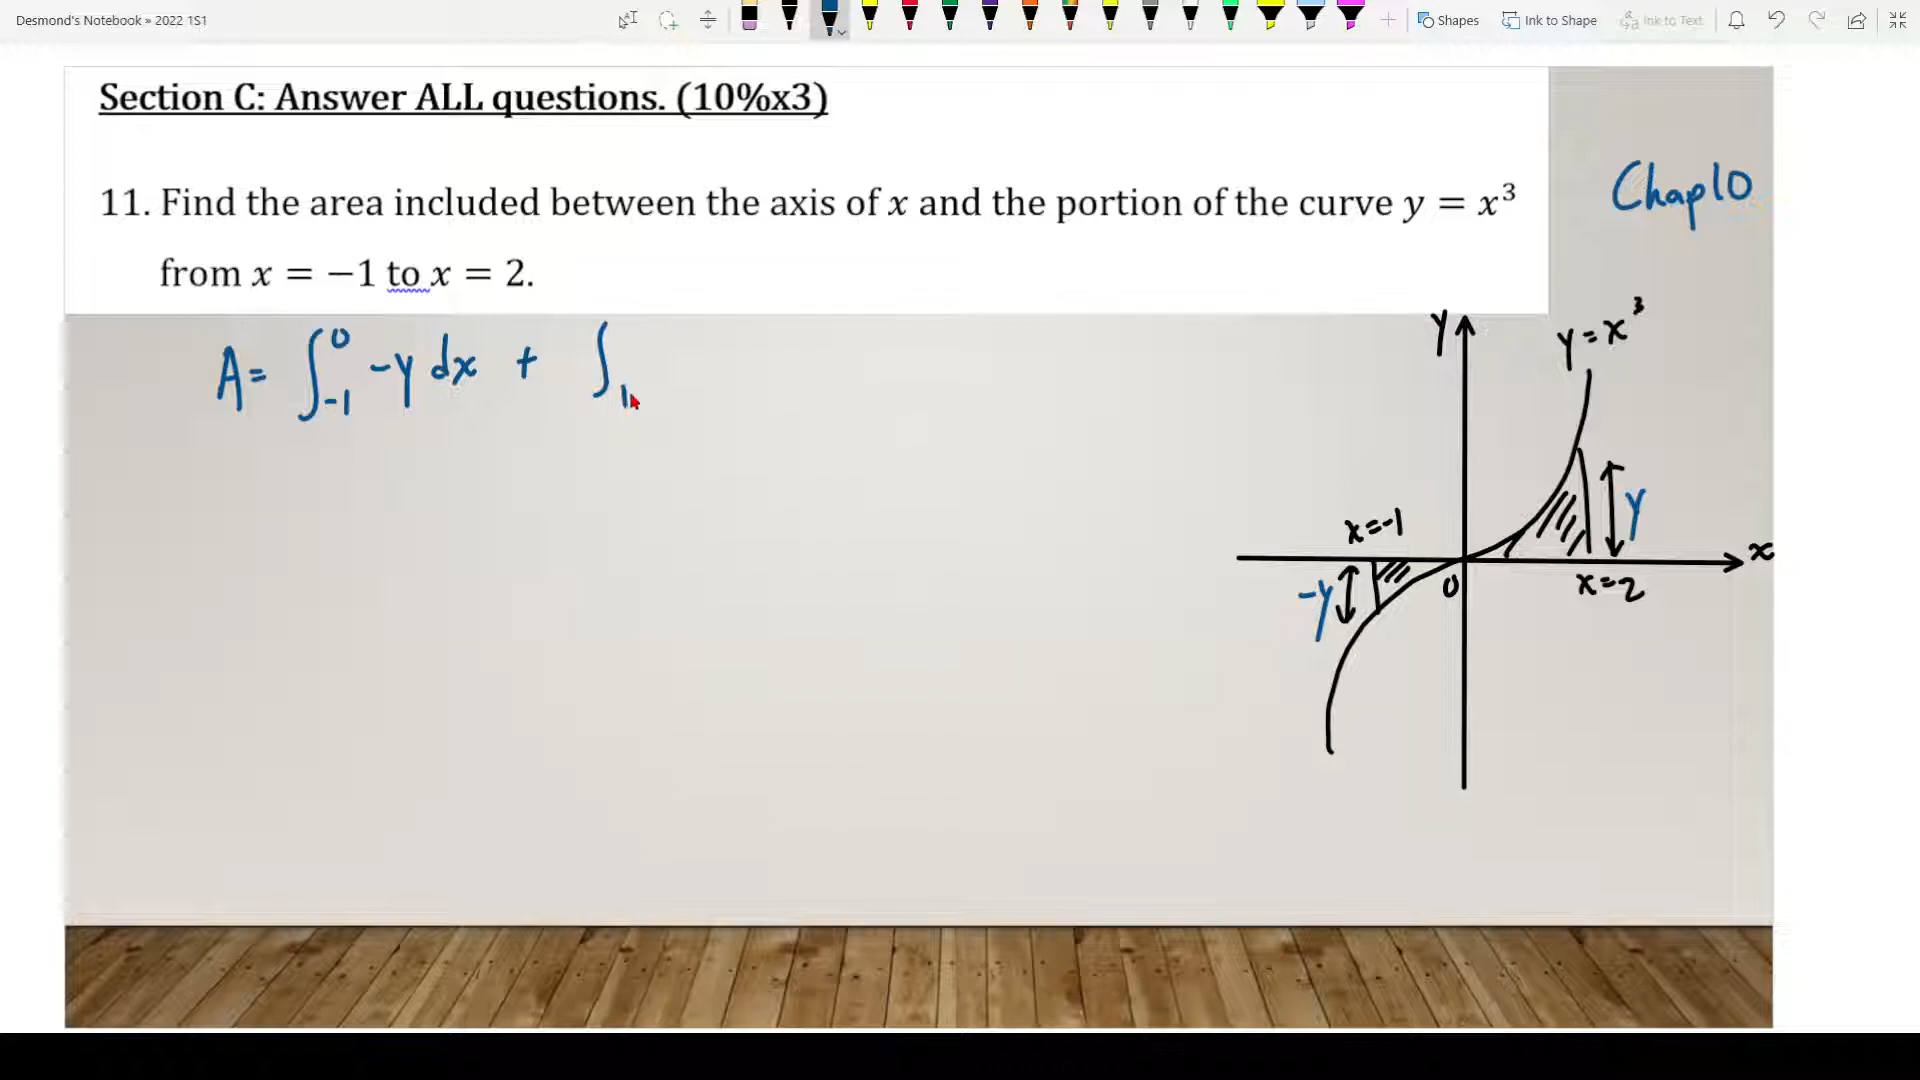 Desmond's Notebook » 2022 1S1
Shapes Ink to Shape Ink to Text
Section C: Answer ALL questions. (10%x3)
11. Find the area included between the axis of x and the portion of the curve y = x³
from x = −1 to x = 2.
Chap10
A = ∫₋₁⁰ -y dx + ∫
y
y = x³
x=-1
y
x
-y
0
x=2